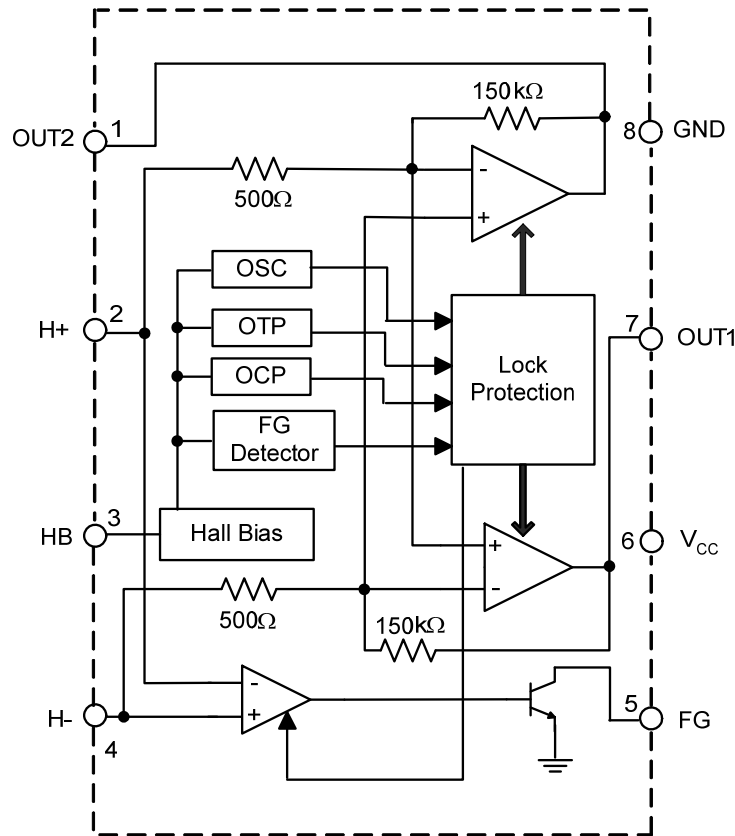 150kΩ
1
OUT2
8
GND
-
500Ω
+
OSC
2
H+
OTP
7
OUT1
Lock
Protection
OCP
FG
Detector
3
HB
Hall Bias
+
6
VCC
-
500Ω
150kΩ
-
H-
+
5
FG
4